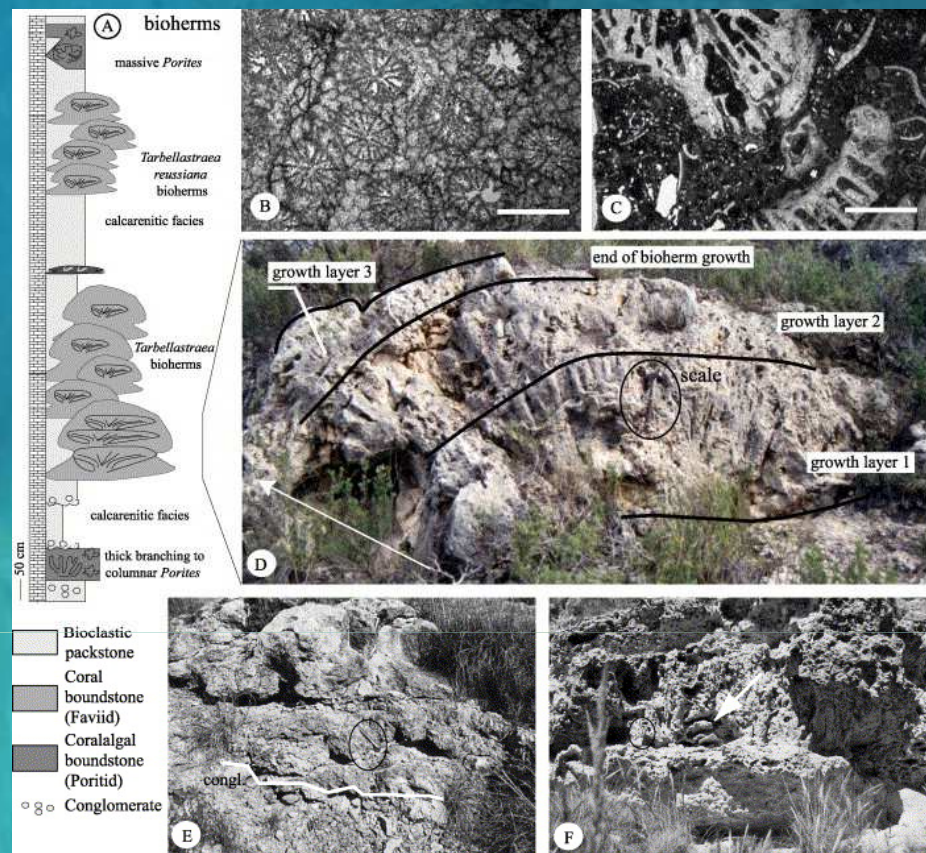 A
bioherms
massive Porites
Tarbellastraea
reussiana
bioherms
calcarenitic facies
Tarbellastraea
bioherms
calcarenitic facies
thick branching to
columnar Porites
50 cm
Bioclastic
packstone
Coral
boundstone
(Faviid)
Coralalgal
boundstone
(Poritid)
Conglomerate
B
C
growth layer 3
end of bioherm growth
growth layer 2
scale
growth layer 1
D
congl.
E
F